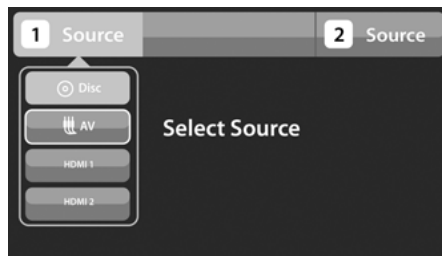 1 Source
2 Source
Disc
AV
Select Source
HDMI 1
HDMI 2